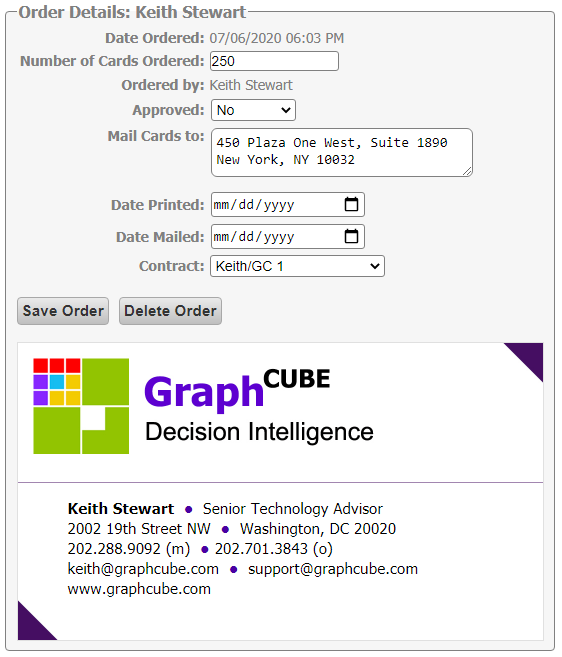 Order Details: Keith Stewart
Date Ordered: 07/06/2020 06:03 PM
Number of Cards Ordered: 250
Ordered by: Keith Stewart
Approved: No
Mail Cards to: 450 Plaza One West, Suite 1890
New York, NY 10032
Date Printed: mm/dd/yyyy
Date Mailed: mm/dd/yyyy
Contract: Keith/GC 1
Save Order Delete Order
GraphCUBE
Decision Intelligence
Keith Stewart ● Senior Technology Advisor
2002 19th Street NW ● Washington, DC 20020
202.288.9092 (m) ● 202.701.3843 (o)
keith@graphcube.com ● support@graphcube.com
www.graphcube.com